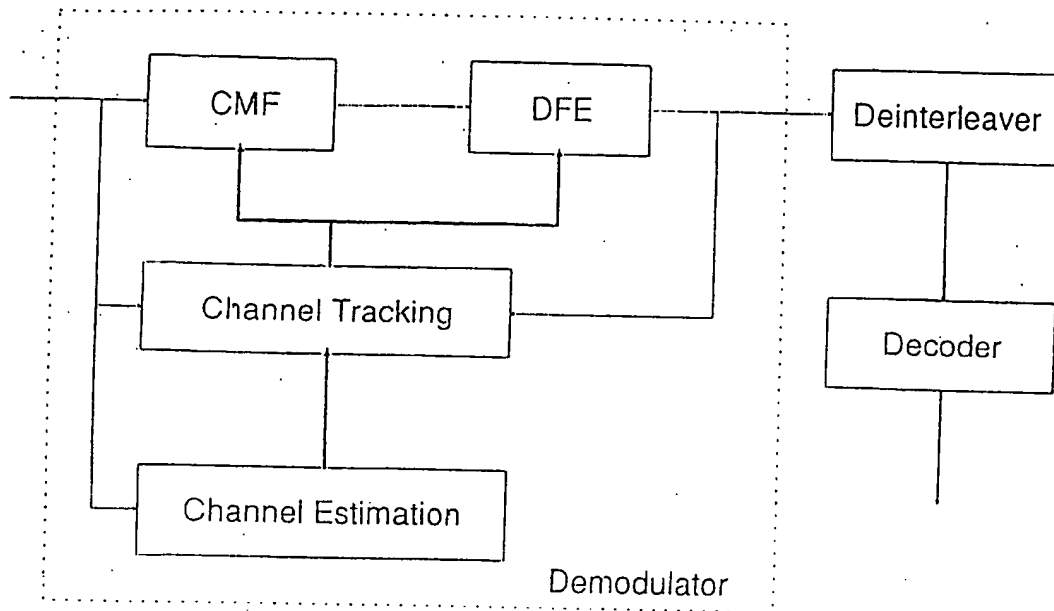 CMF
DFE
Deinterleaver
Channel Tracking
Decoder
Channel Estimation
Demodulator